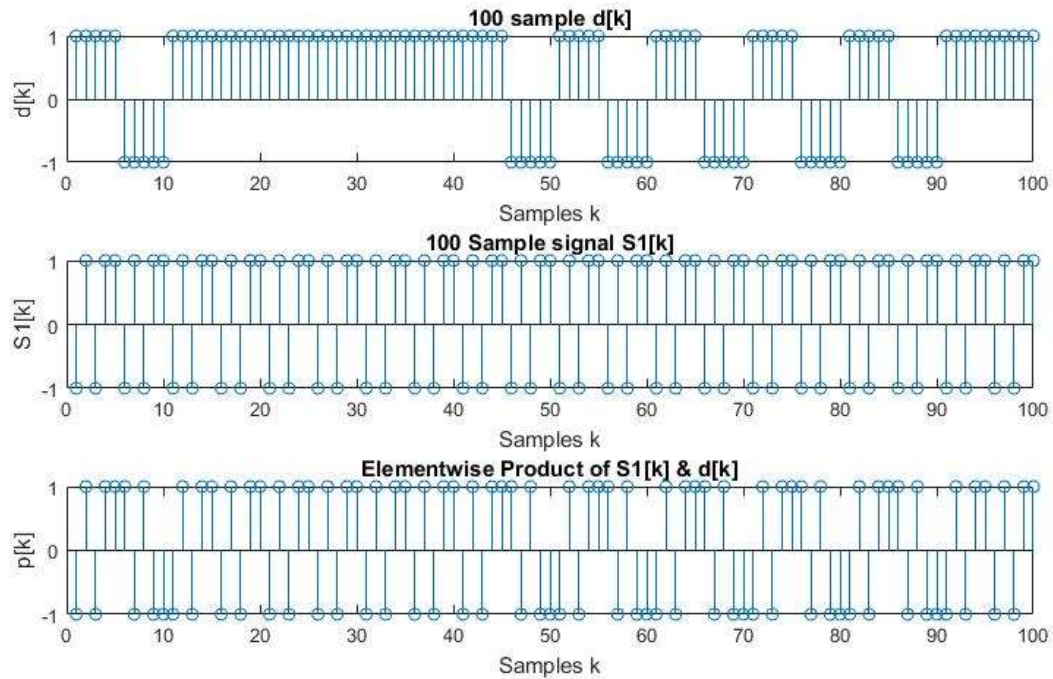 100 sample d[k]
d[k]
1
0
-1
0 10 20 30 40 50 60 70 80 90 100
Samples k
100 Sample signal S1[k]
S1[k]
1
0
-1
0 10 20 30 40 50 60 70 80 90 100
Samples k
Elementwise Product of S1[k] & d[k]
p[k]
1
0
-1
0 10 20 30 40 50 60 70 80 90 100
Samples k